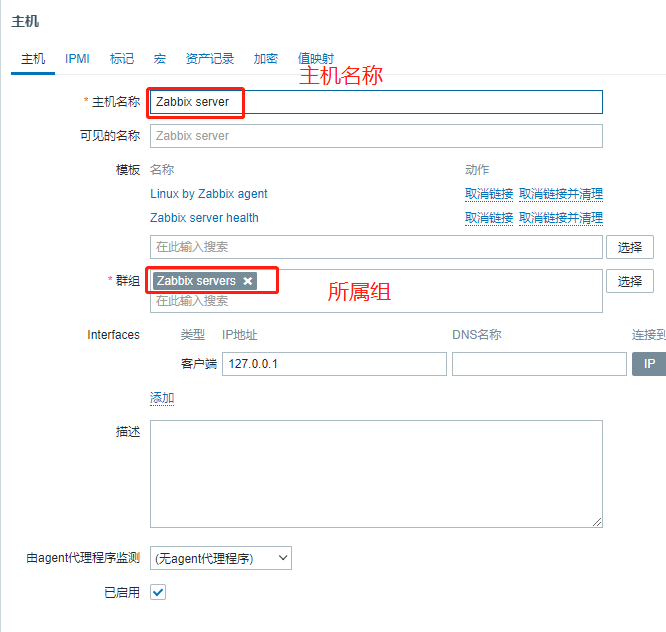 主机
主机 IPMI 标记 宏 资产记录 加密 值映射
主机名称
* 主机名称 Zabbix server
可见的名称 Zabbix server
模板 名称 动作
Linux by Zabbix agent 取消链接 取消链接并清理
Zabbix server health 取消链接 取消链接并清理
在此输入搜索 选择
* 群组 Zabbix servers 选择
所属组
在此输入搜索
Interfaces 类型 IP地址 DNS名称 连接到
客户端 127.0.0.1 IP
添加
描述
由agent代理程序监测 (无agent代理程序)
已启用